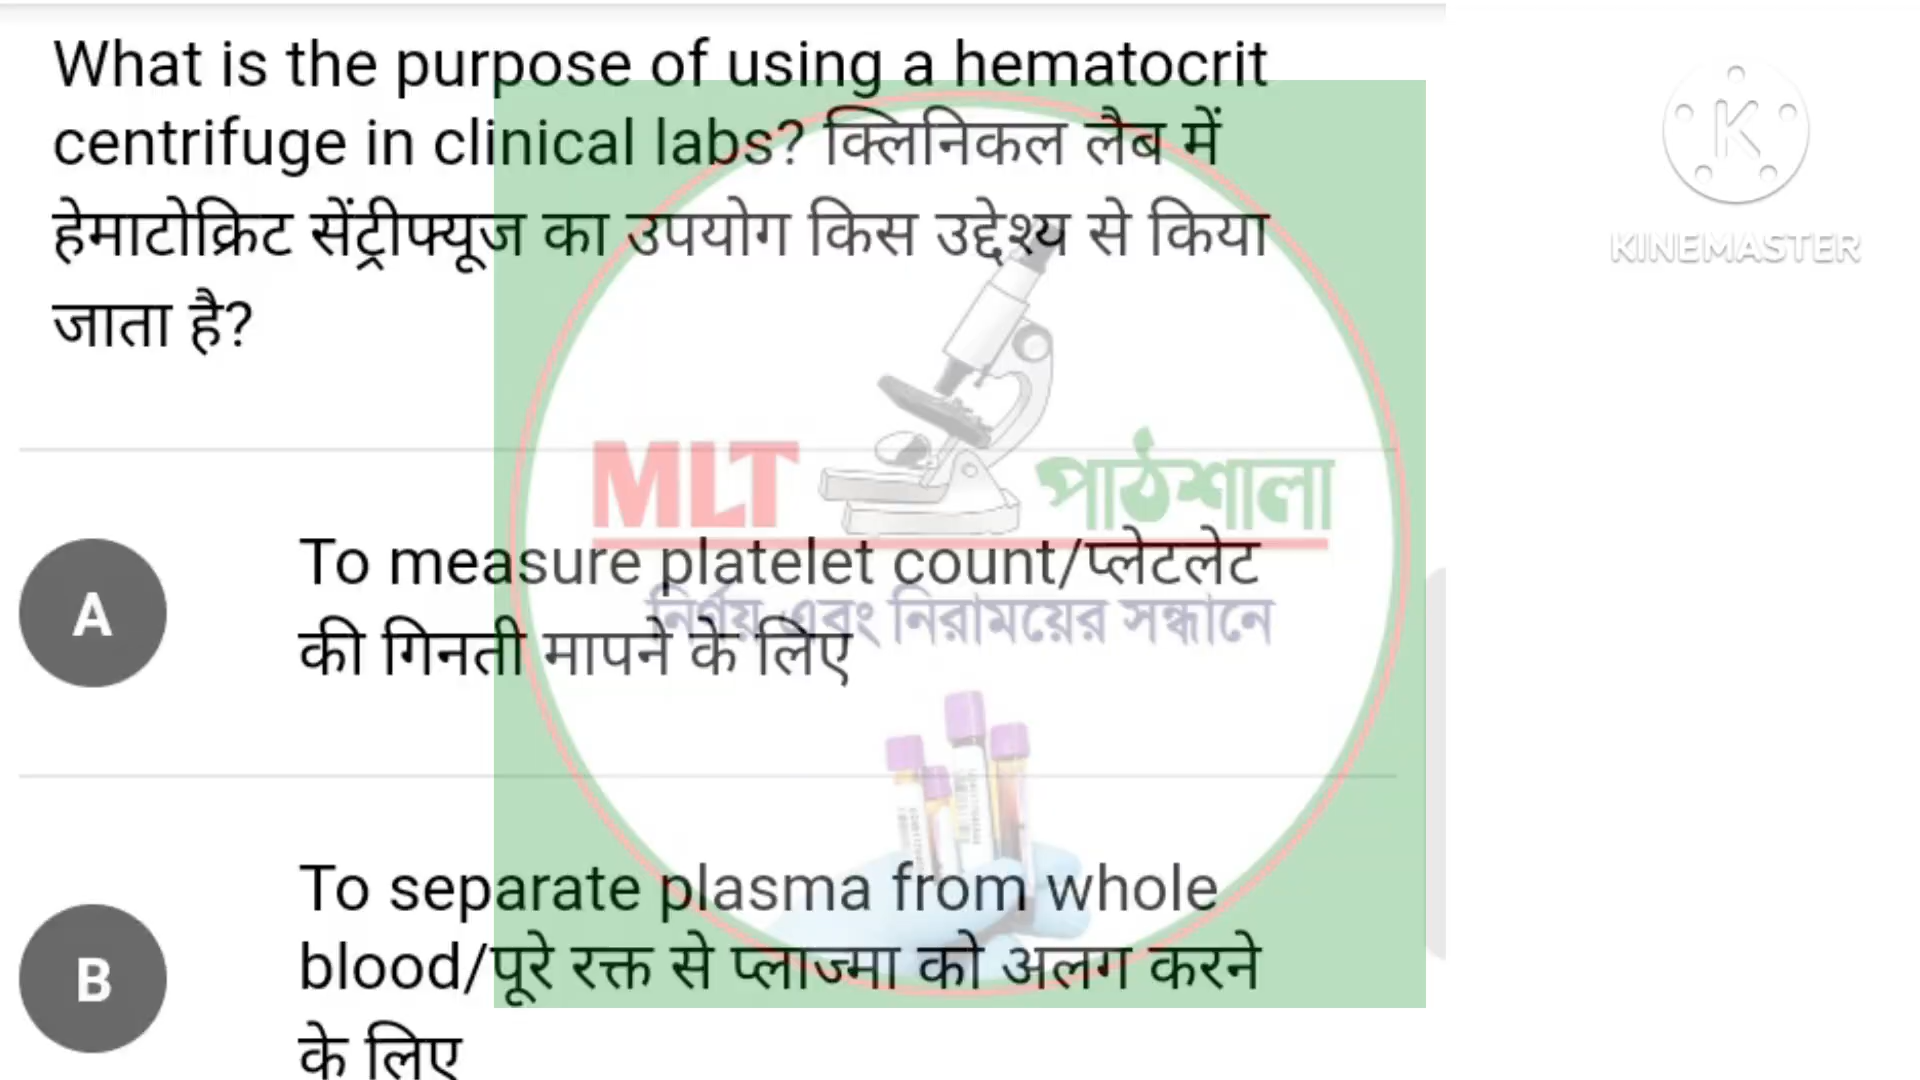 What is the purpose of using a hematocrit
centrifuge in clinical labs? क्लिनिकल लैब में
हेमाटोक्रिट सेंट्रीफ्यूज का उपयोग किस उद्देश्य से किया
जाता है?
K
KINEMASTER
MLT পাঠশালা
নির্ণয় এবং নিরাময়ের সন্ধানে
A
To measure platelet count/प्लेटलेट
की गिनती मापने के लिए
B
To separate plasma from whole
blood/पूरे रक्त से प्लाज्मा को अलग करने
के लिए